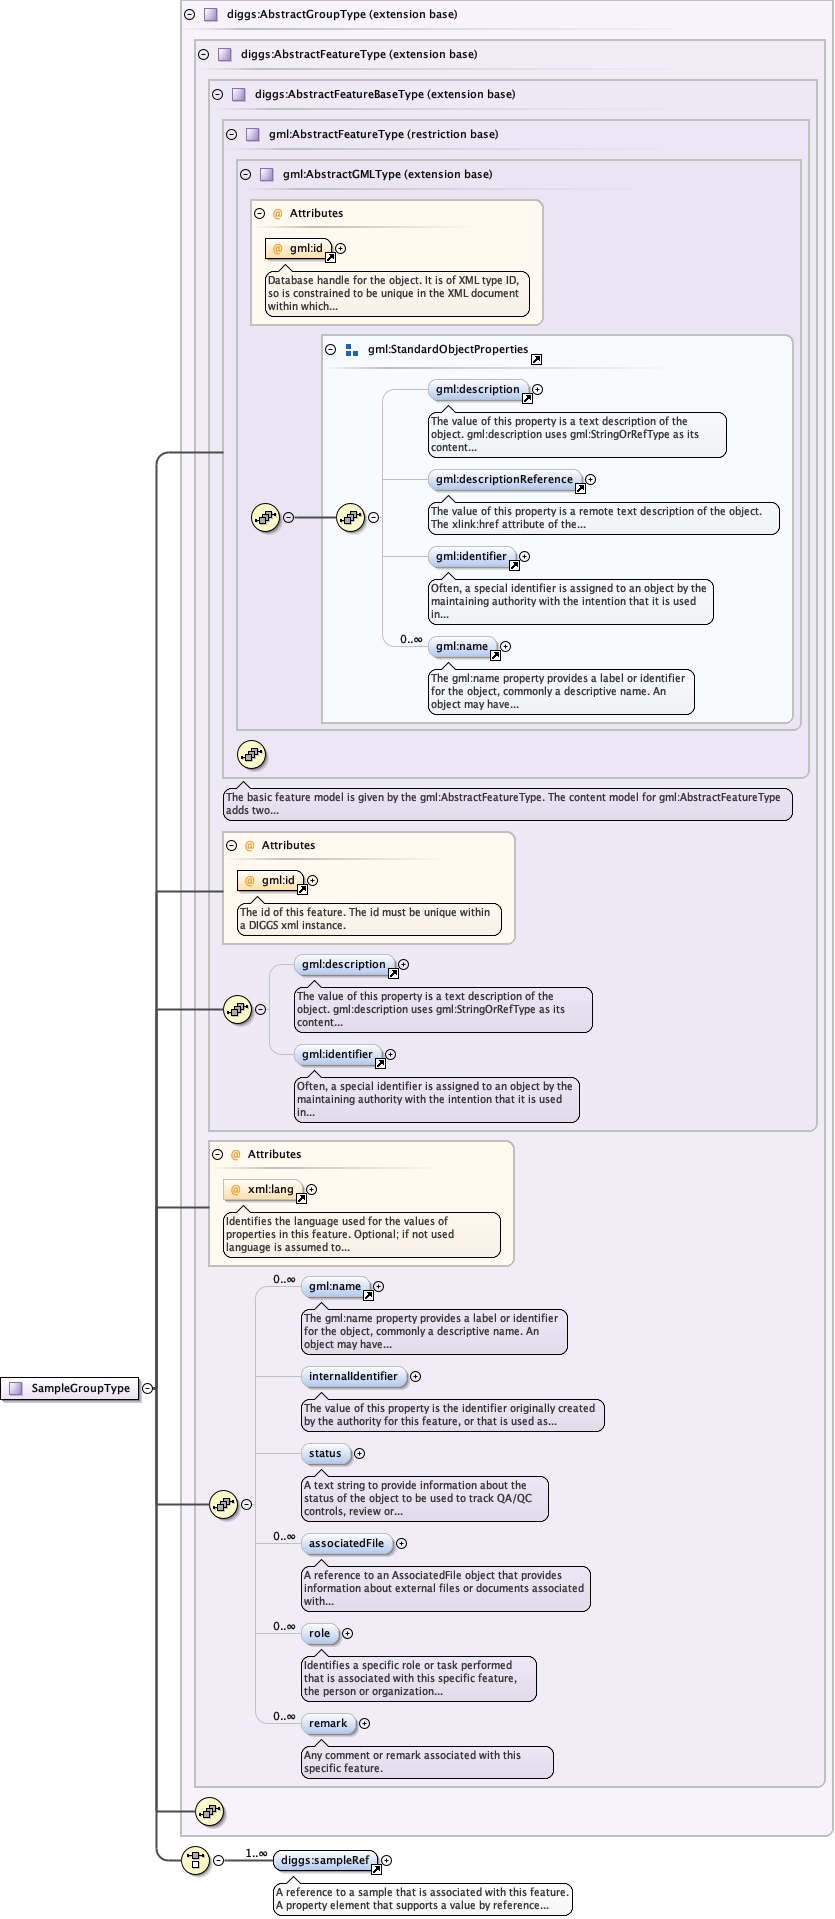 diggs:AbstractGroupType (extension base)
diggs:AbstractFeatureType (extension base)
diggs:AbstractFeatureBaseType (extension base)
gml:AbstractFeatureType (restriction base)
gml:AbstractGMLType (extension base)
@ Attributes
@ gml:id
Database handle for the object. It is of XML type ID,
so is constrained to be unique in the XML document
within which...
gml:StandardObjectProperties
gml:description
The value of this property is a text description of the
object. gml:description uses gml:StringOrRefType as its
content...
gml:descriptionReference
The value of this property is a remote text description of the object.
The xlink:href attribute of the...
gml:identifier
Often, a special identifier is assigned to an object by the
maintaining authority with the intention that it is used
in...
0..∞
gml:name
The gml:name property provides a label or identifier
for the object, commonly a descriptive name. An
object may have...
The basic feature model is given by the gml:AbstractFeatureType. The content model for gml:AbstractFeatureType
adds two...
@ Attributes
@ gml:id
The id of this feature. The id must be unique within
a DIGGS xml instance.
gml:description
The value of this property is a text description of the
object. gml:description uses gml:StringOrRefType as its
content...
gml:identifier
Often, a special identifier is assigned to an object by the
maintaining authority with the intention that it is used
in...
@ Attributes
@ xml:lang
Identifies the language used for the values of
properties in this feature. Optional; if not used
language is assumed to...
0..∞
gml:name
The gml:name property provides a label or identifier
for the object, commonly a descriptive name. An
object may have...
internalIdentifier
SampleGroupType
The value of this property is the identifier originally created
by the authority for this feature, or that is used as...
status
A text string to provide information about the
status of the object to be used to track QA/QC
controls, review or...
0..∞
associatedFile
A reference to an AssociatedFile object that provides
information about external files or documents associated
with...
0..∞
role
Identifies a specific role or task performed
that is associated with this specific feature,
the person or organization...
0..∞
remark
Any comment or remark associated with this
specific feature.
1..∞
diggs:sampleRef
A reference to a sample that is associated with this feature.
A property element that supports a value by reference...